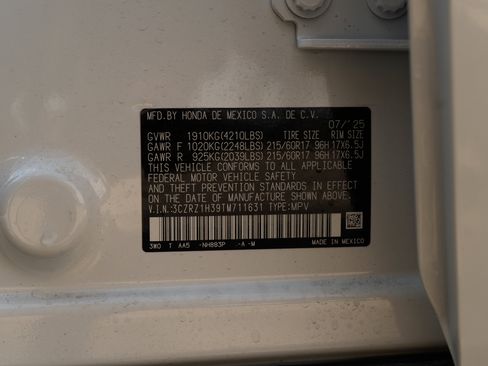 MFD.BY HONDA DE MEXICO S.A. DE C.V.
07/'25
GVWR 1910KG(4210LBS) TIRE SIZE RIM SIZE
GAWR F 1020KG(2248LBS) 215/60R17 96H 17X6.5J
GAWR R 925KG(2039LBS) 215/60R17 96H 17X6.5J
THIS VEHICLE CONFORMS TO ALL APPLICABLE
FEDERAL MOTOR VEHICLE SAFETY, BUMPER,
AND THEFT PREVENTION STANDARDS IN EFFECT
ON THE DATE OF MANUFACTURE SHOWN ABOVE.
V.I.N.:3CZRZ1H39TM711631 TYPE:MPV
3W0 T AA5 -NH883P -A -M MADE IN MEXICO